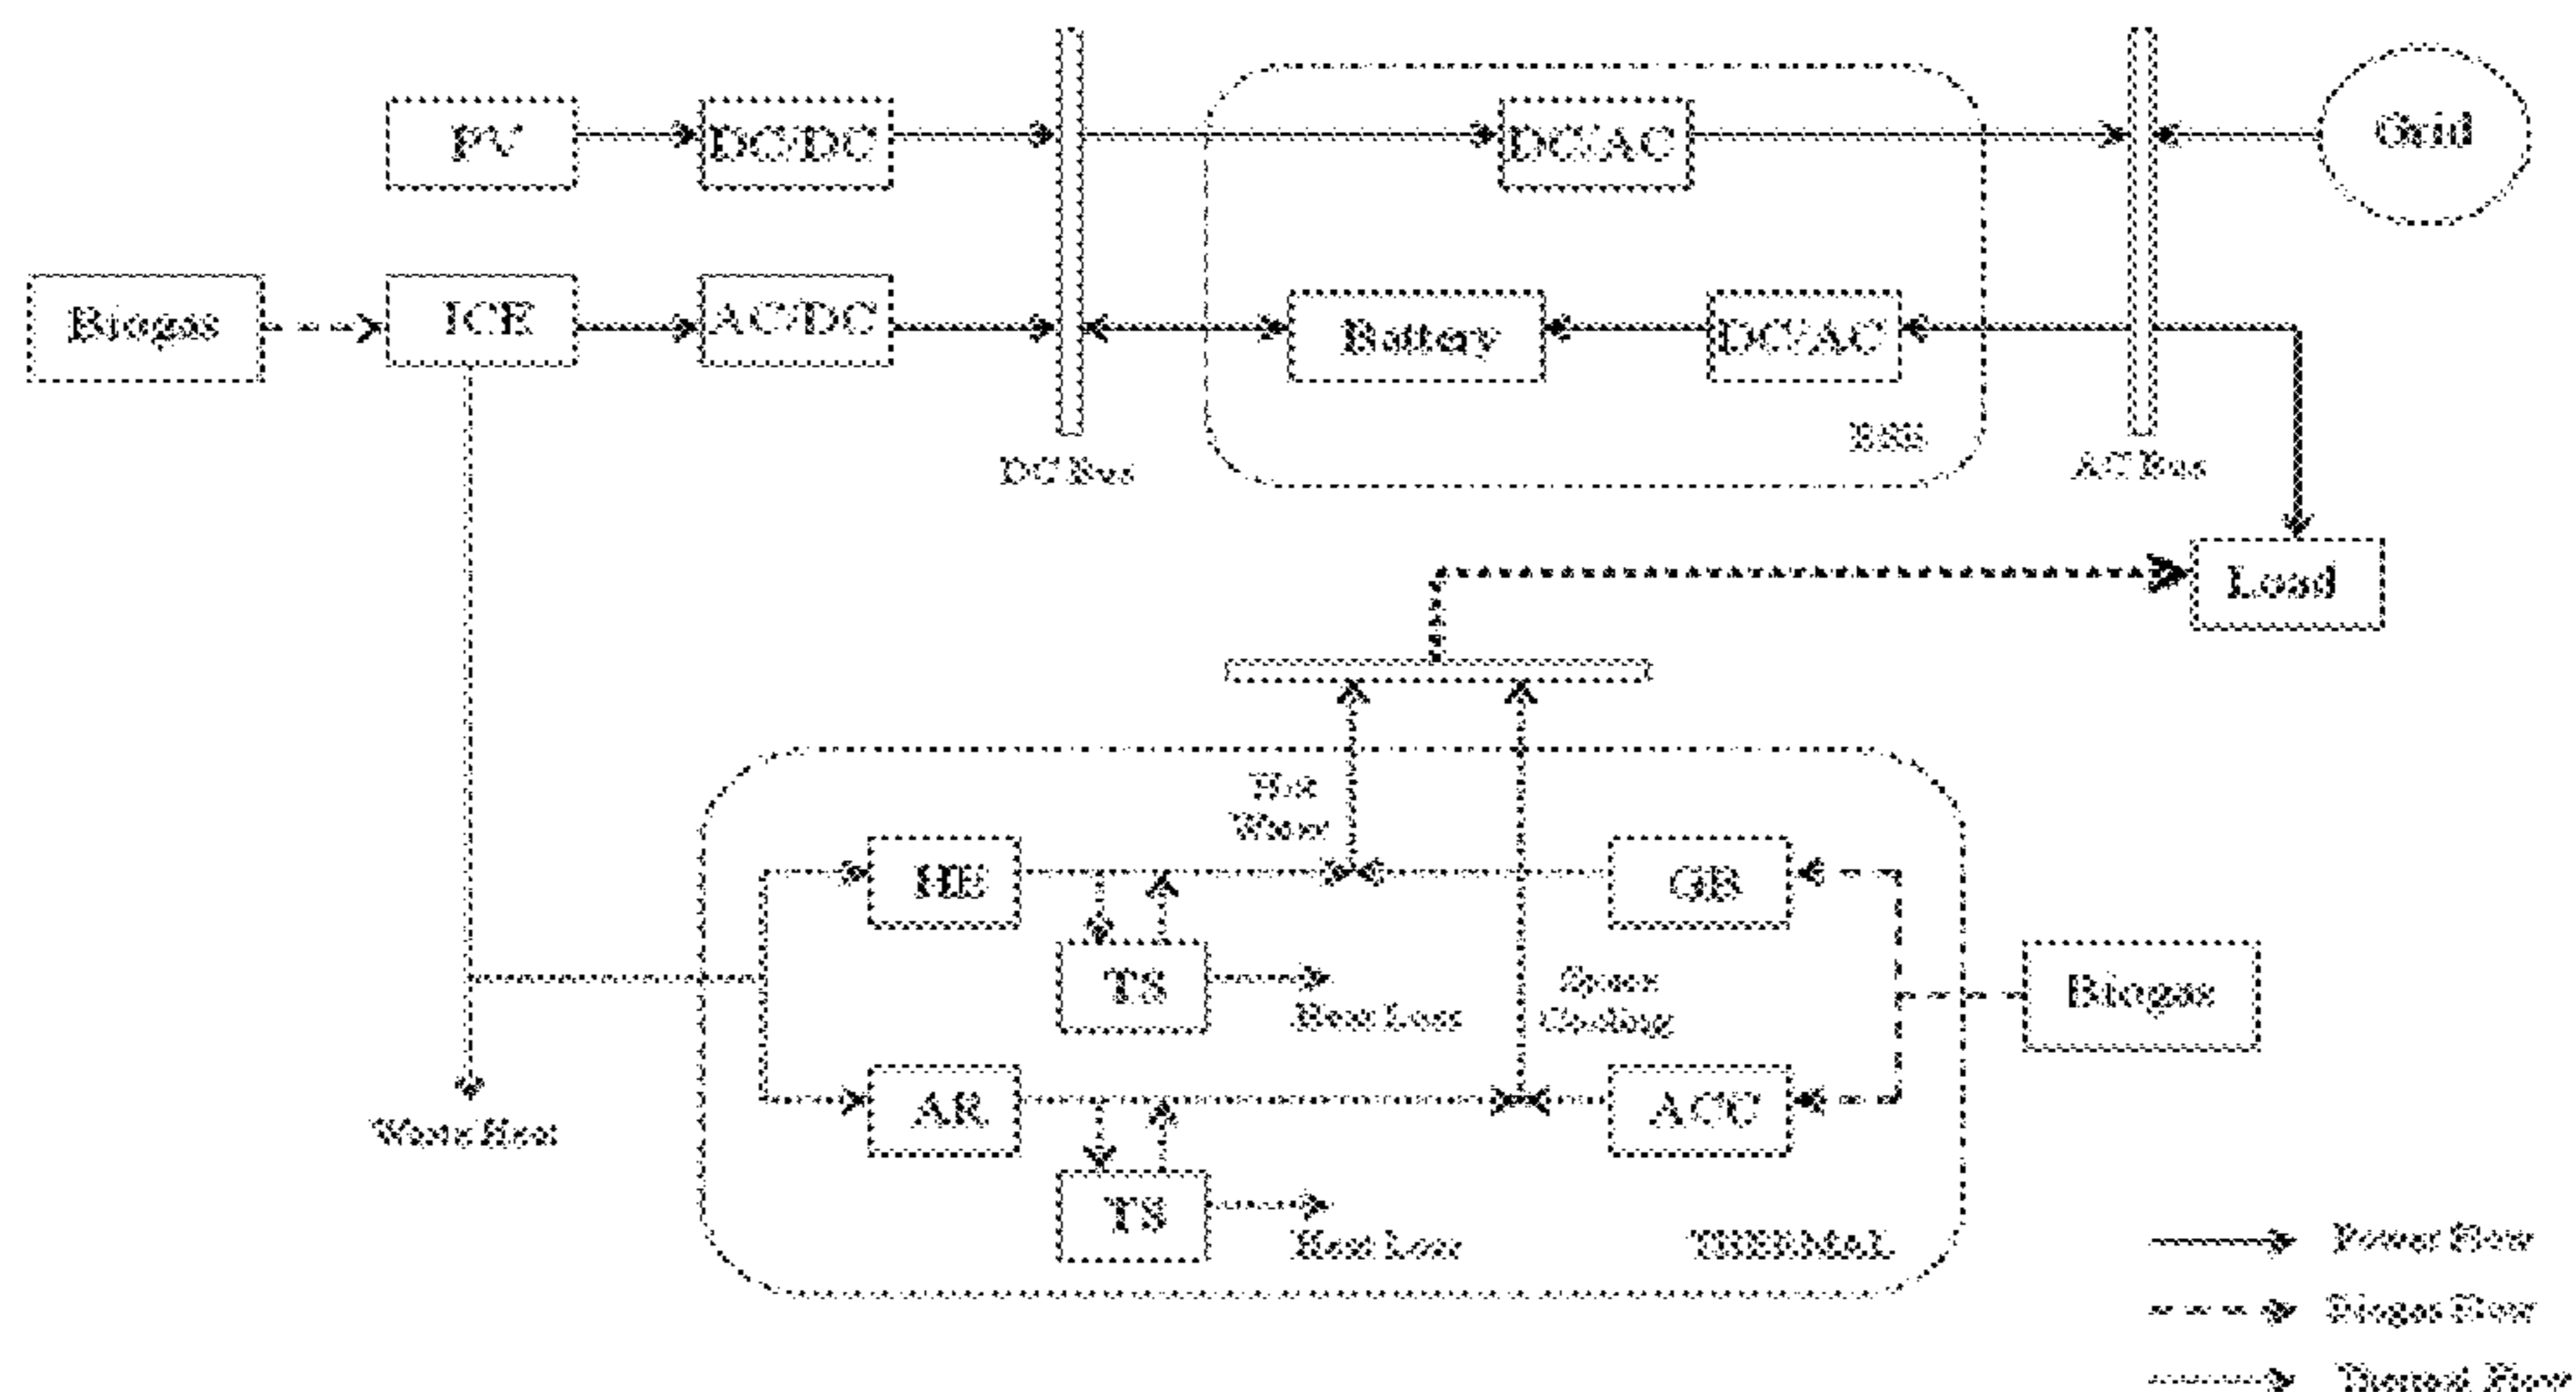 PV
DC/DC
DC/AC
Grid
Biogas
ICE
AC/DC
Battery
DC/AC
DC Bus
AC Bus
Load
Hot
Water
HE
GB
TS
Heat Loss
Space
Cooling
Biogas
AR
ACC
Waste Heat
TS
Heat Loss
THERMAL
Power Flow
Biogas Flow
Thermal Flow